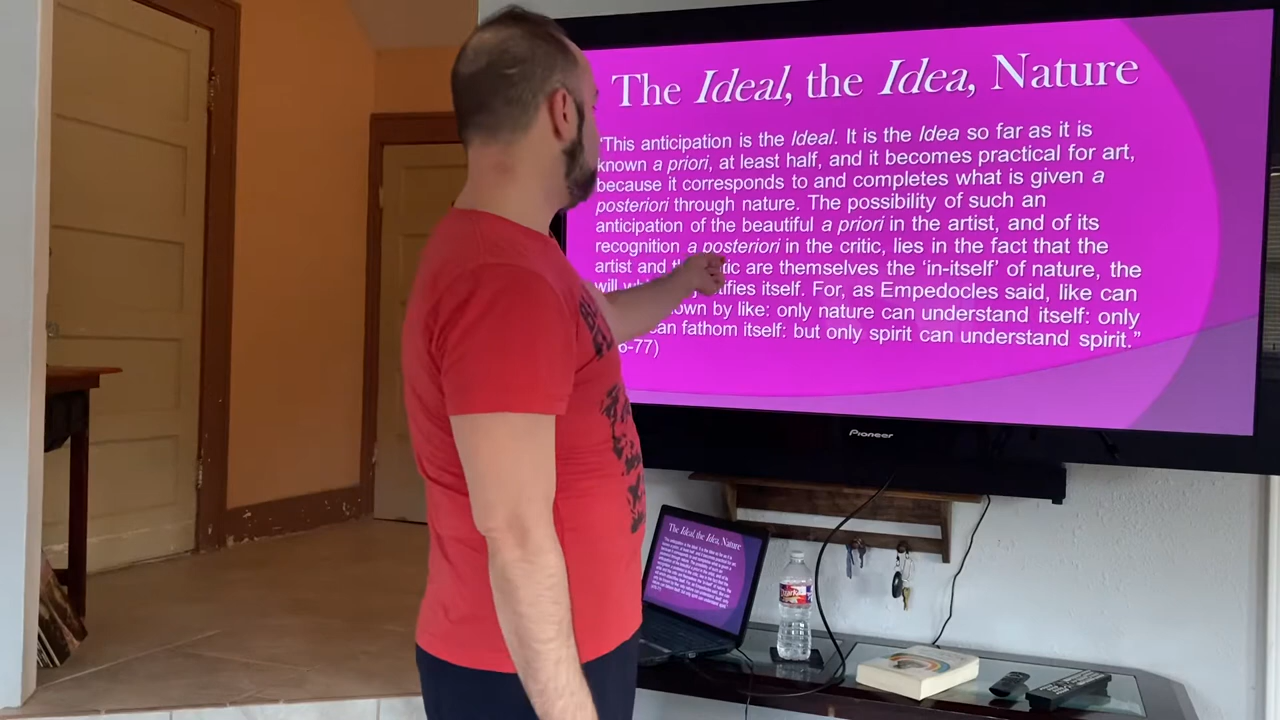 The Ideal, the Idea, Nature
"This anticipation is the Ideal. It is the Idea so far as it is
known a priori, at least half, and it becomes practical for art,
because it corresponds to and completes what is given a
posteriori through nature. The possibility of such an
anticipation of the beautiful a priori in the artist, and of its
recognition a posteriori in the critic, lies in the fact that the
artist and are themselves the ‘in-itself’ of nature, the
will itself. For, as Empedocles said, like can
by like: only nature can understand itself: only
can fathom itself: but only spirit can understand spirit.”
Pioneer
The Ideal, the Idea, Nature
Ozarka